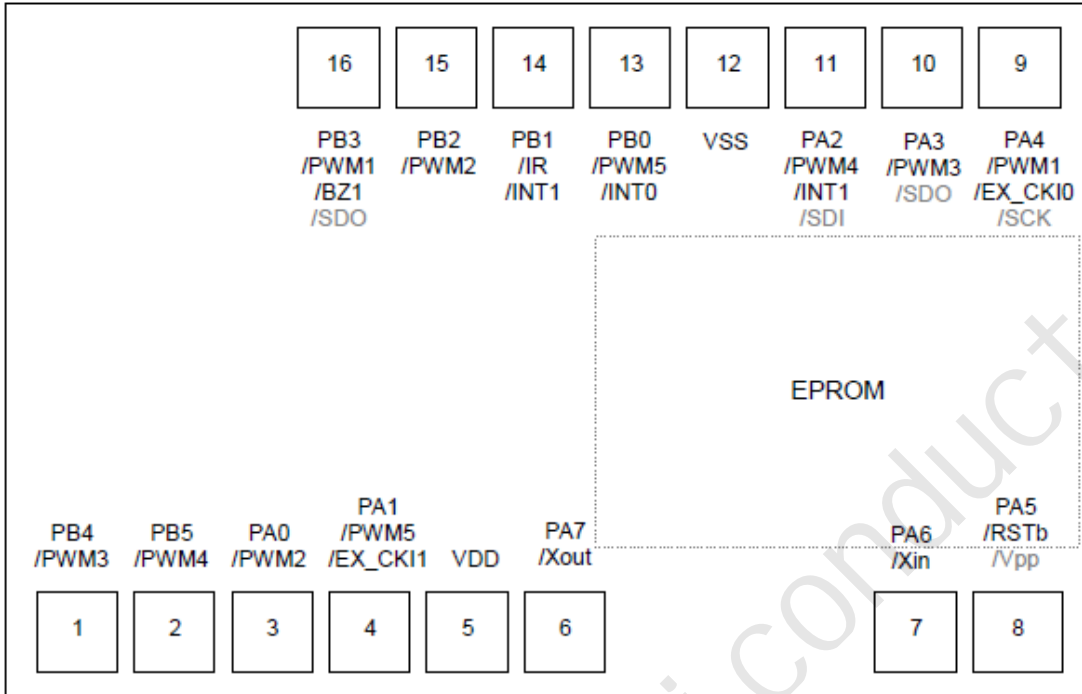 16 15 14 13 12 11 10 9
PB3 PB2 PB1 PB0 VSS PA2 PA3 PA4
/PWM1 /PWM2 /IR /PWM5 /PWM4 /PWM3 /PWM1
/BZ1 /INT1 /INT0 /INT1 /SDO /EX_CKI0
/SDO /SDI /SCK
EPROM
PA1 PA5
PB4 PB5 PA0 /PWM5 PA7 PA6 /RSTb
/PWM3 /PWM4 /PWM2 /EX_CKI1 VDD /Xout /Xin /Vpp
1 2 3 4 5 6 7 8
conduct